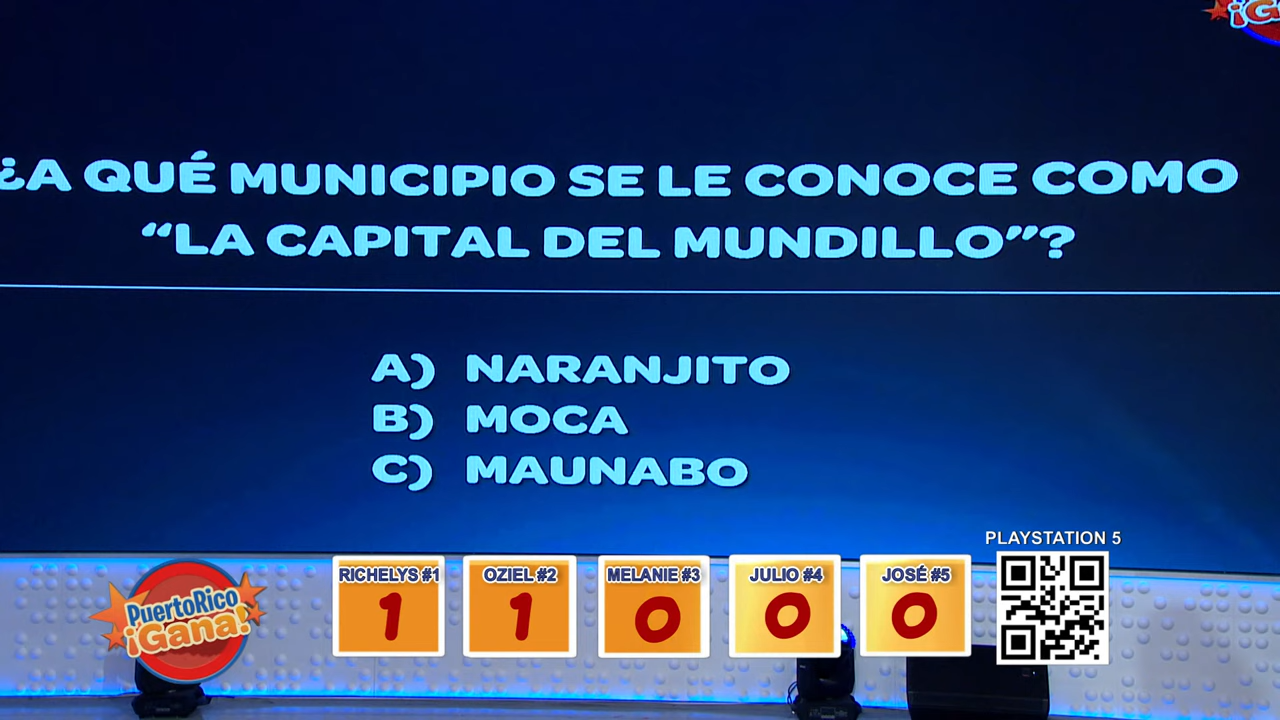 ¿A QUÉ MUNICIPIO SE LE CONOCE COMO
“LA CAPITAL DEL MUNDILLO”?
A) NARANJITO
B) MOCA
C) MAUNABO
PLAYSTATION 5
RICHELYS #1
1
OZIEL #2
1
MELANIE #3
0
JULIO #4
0
JOSÉ #5
0
PuertoRico
¡Gana!